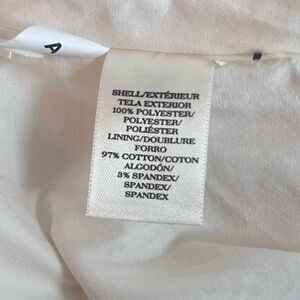 A
SHELL/EXTÉRIEUR
TELA EXTERIOR
100% POLYESTER/
POLYESTER/
POLIÉSTER
LINING/DOUBLURE
FORRO
97% COTTON/COTON
ALGODÓN/
3% SPANDEX/
SPANDEX/
SPANDEX